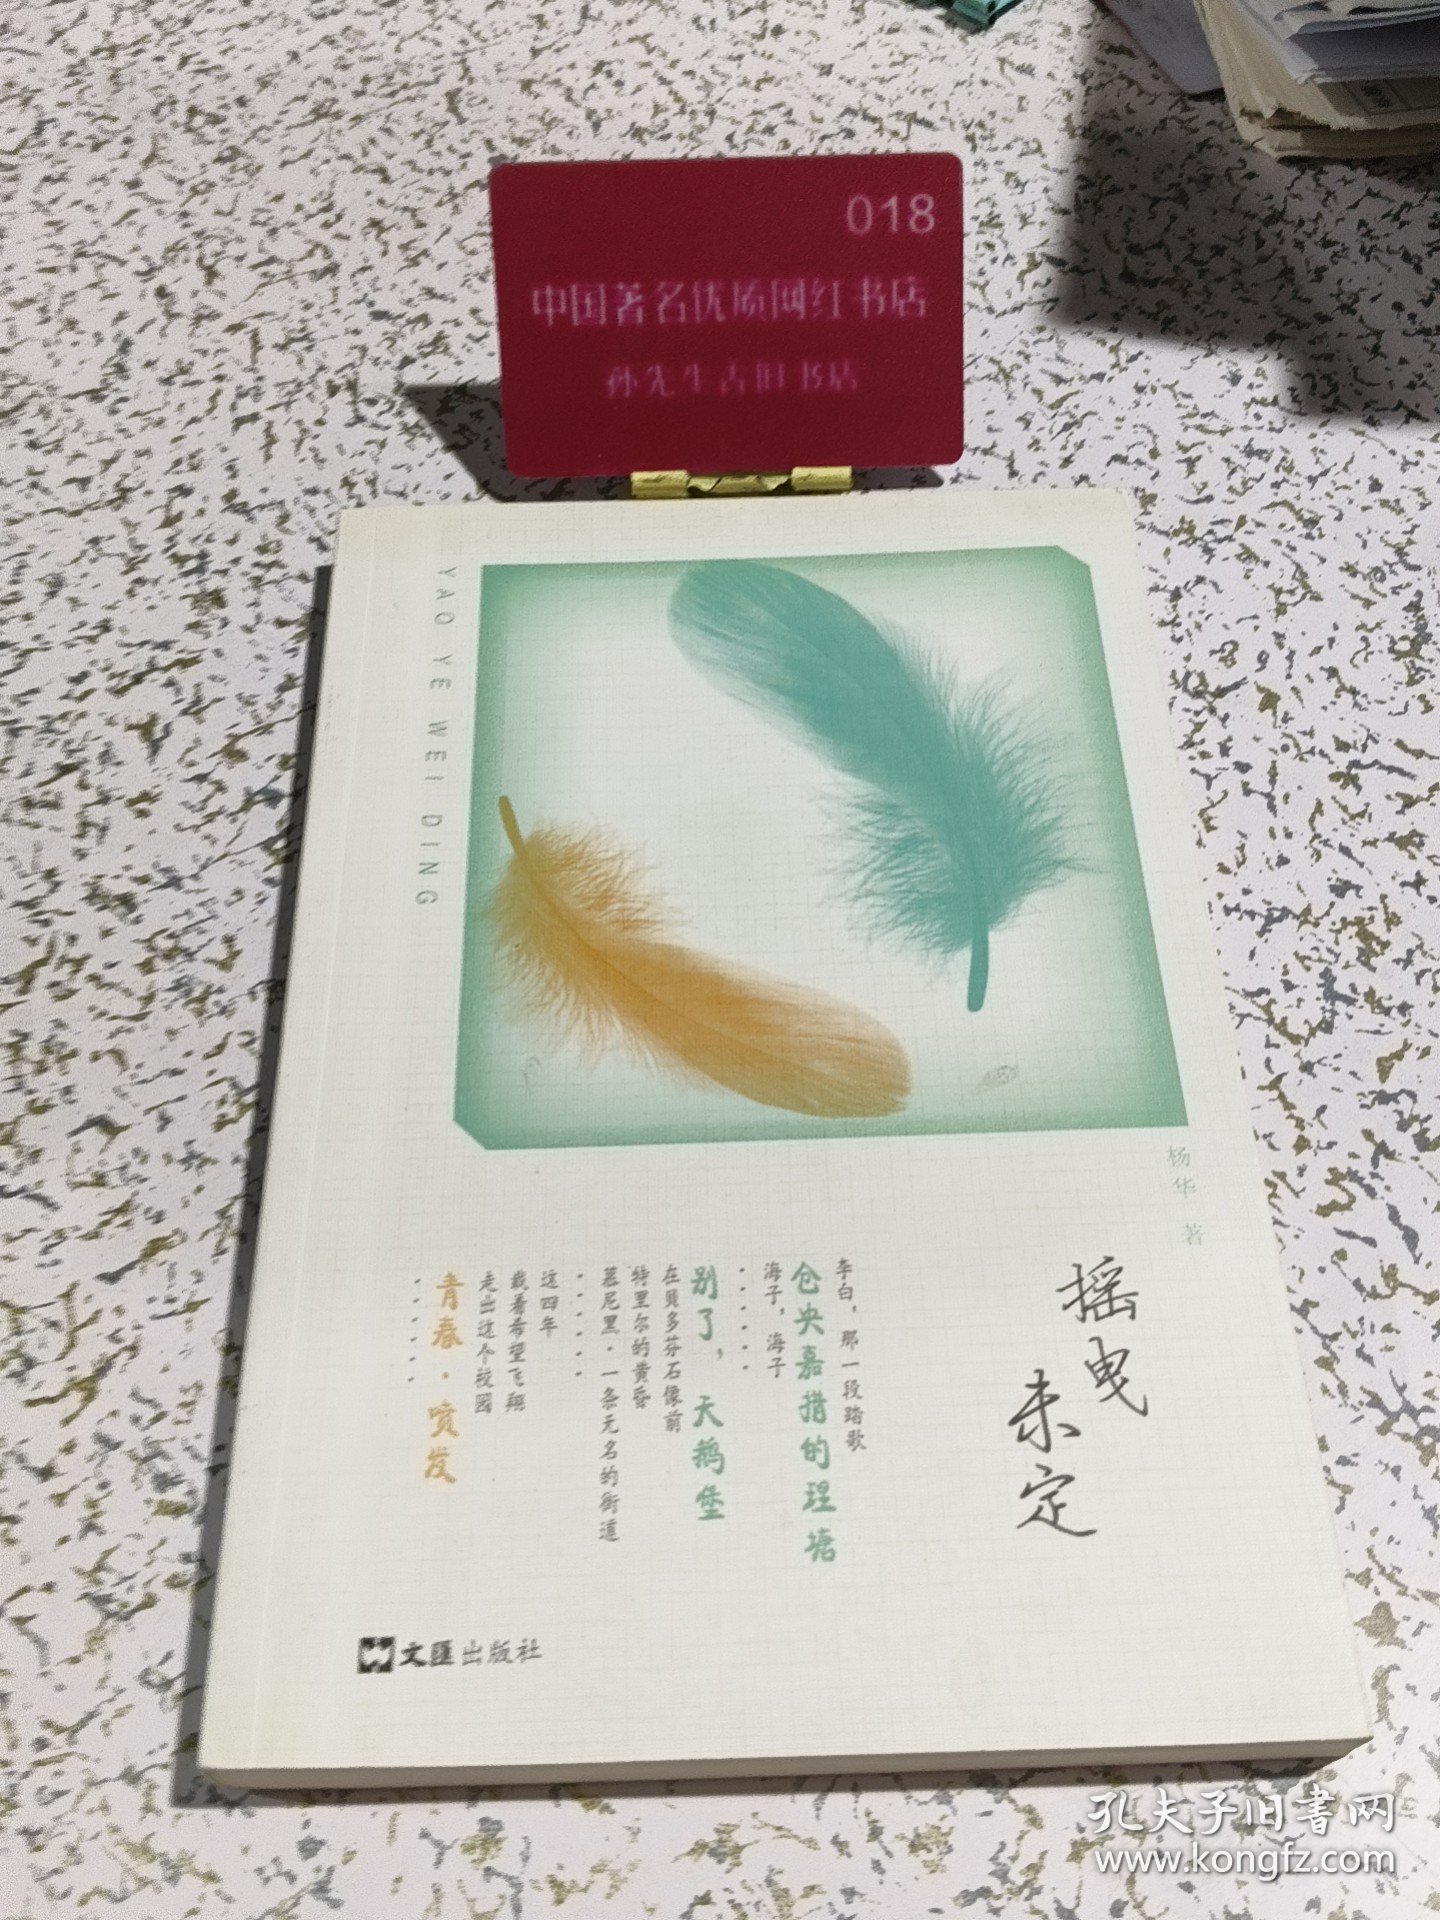 018
中国著名优质网红书店
孙先生古旧书店
YAO YE WEI DING
杨华 著
摇曳未定
李白，那一段踏歌
仓央嘉措的理塘
海子，海子
······
别了，天鹅堡
在贝多芬石像前
特里尔的黄昏
慕尼黑·一条无名的街道
······
这四年
载着希望飞翔
走出这个校园
青春·喷发
······
文匯出版社
孔夫子旧書网
www.kongfz.com